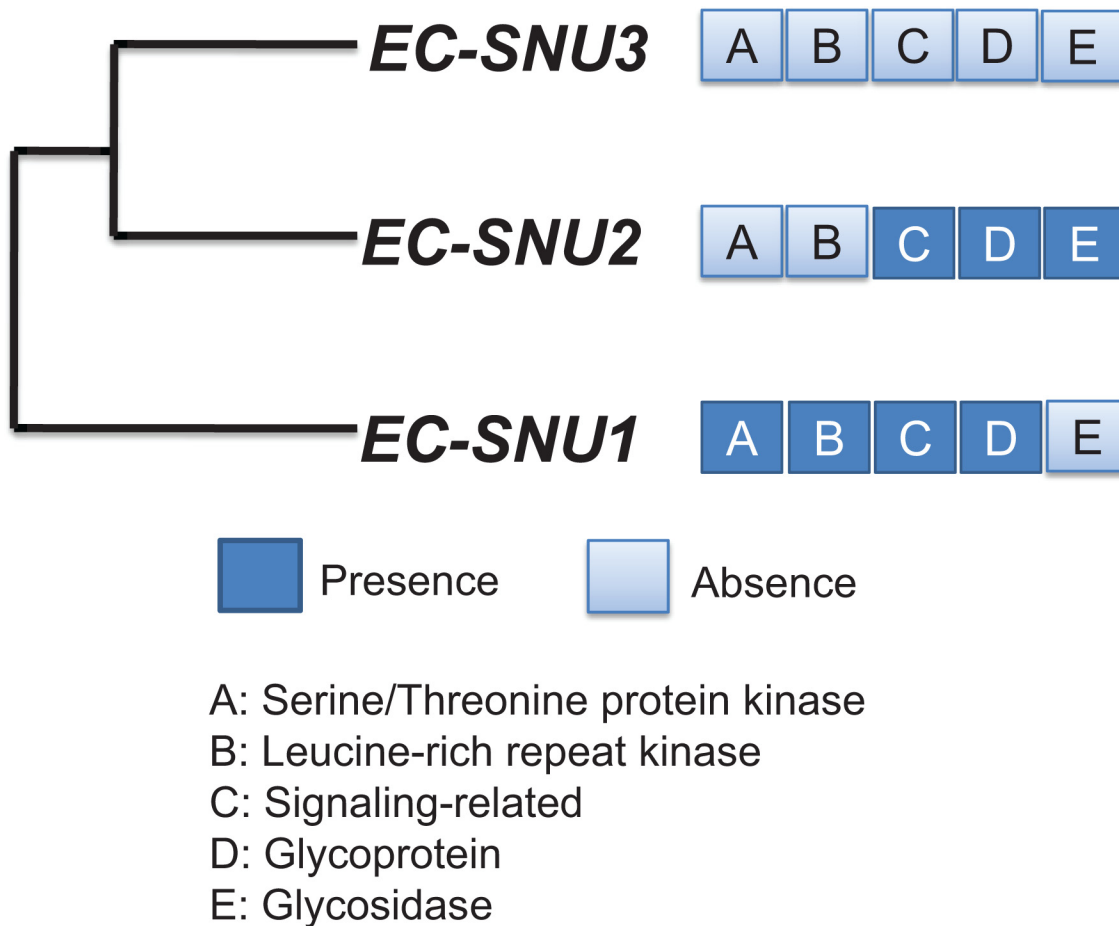 EC-SNU3 A B C D E
EC-SNU2 A B C D E
EC-SNU1 A B C D E
Presence Absence
A: Serine/Threonine protein kinase
B: Leucine-rich repeat kinase
C: Signaling-related
D: Glycoprotein
E: Glycosidase